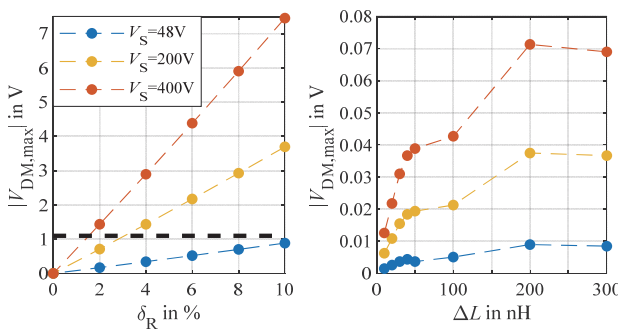 |V_DM,max| in V
7
6
5
4
3
2
1
0
V_S=48V
V_S=200V
V_S=400V
0 2 4 6 8 10
δ_R in %
|V_DM,max| in V
0.08
0.07
0.06
0.05
0.04
0.03
0.02
0.01
0
0 100 200 300
ΔL in nH